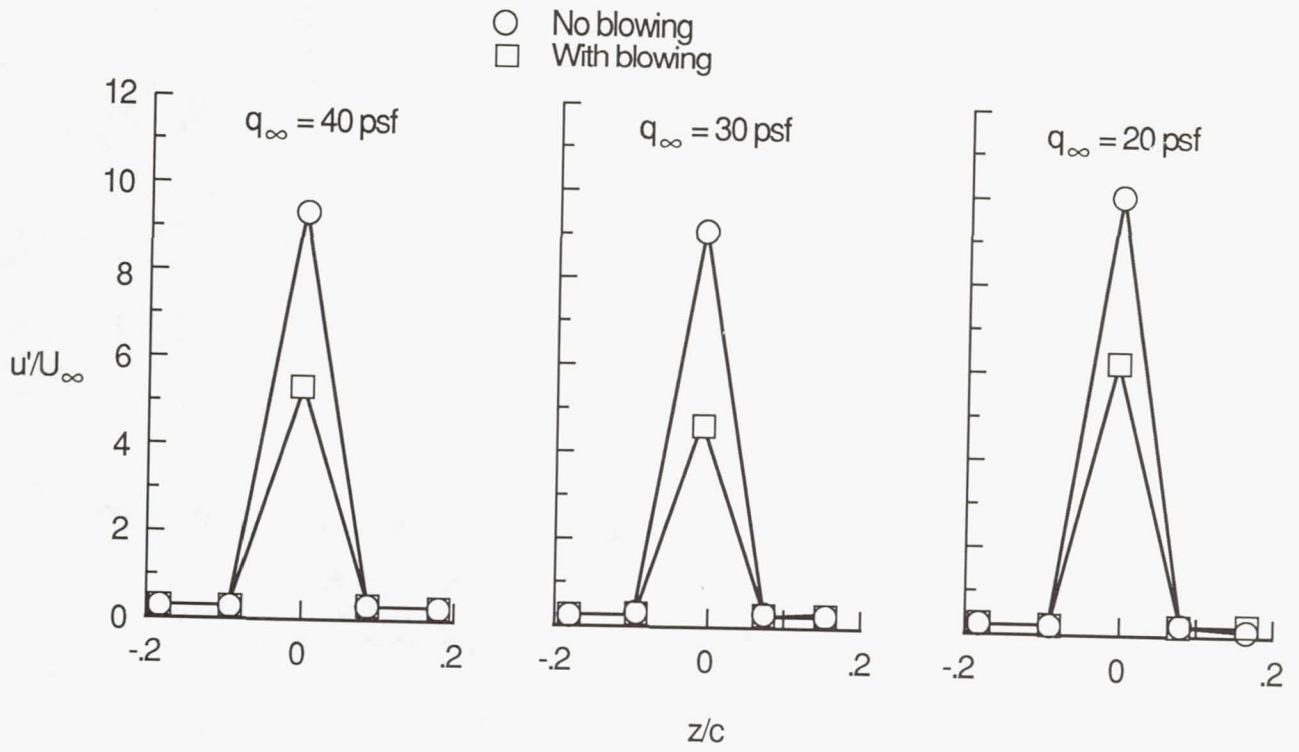 No blowing
With blowing
q∞ = 40 psf
q∞ = 30 psf
q∞ = 20 psf
12
10
8
6
4
2
0
u'/U∞
-.2 0 .2
-.2 0 .2
-.2 0 .2
z/c